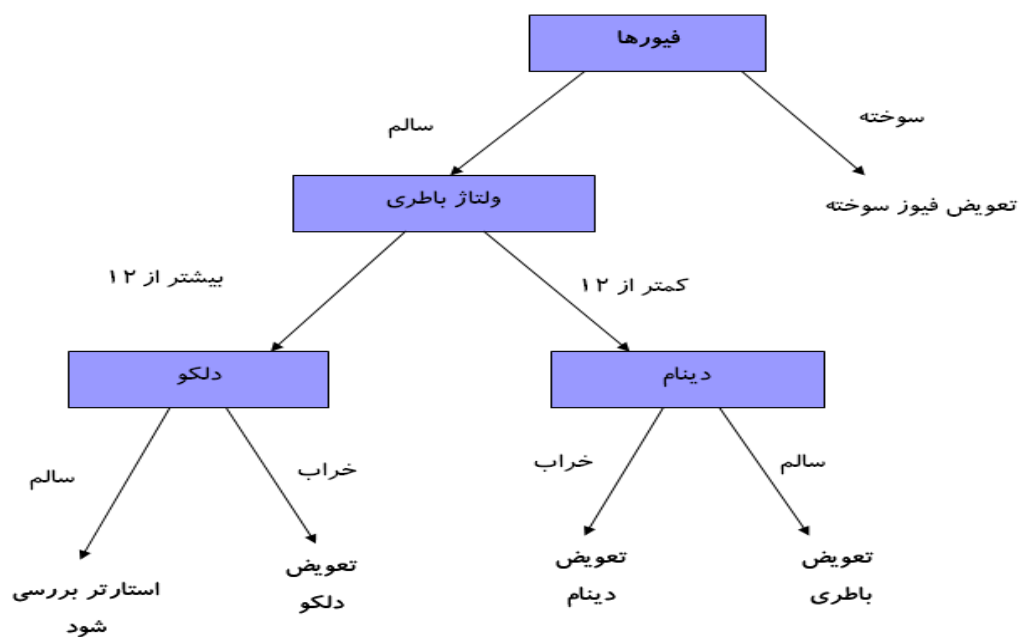 فیورها
سالم
سوخته
ولتاژ باطری
تعویض فیوز سوخته
بیشتر از ۱۲
کمتر از ۱۲
دلکو
دینام
سالم
خراب
خراب
سالم
استارتر بررسی
شود
تعویض
دلکو
تعویض
دینام
تعویض
باطری